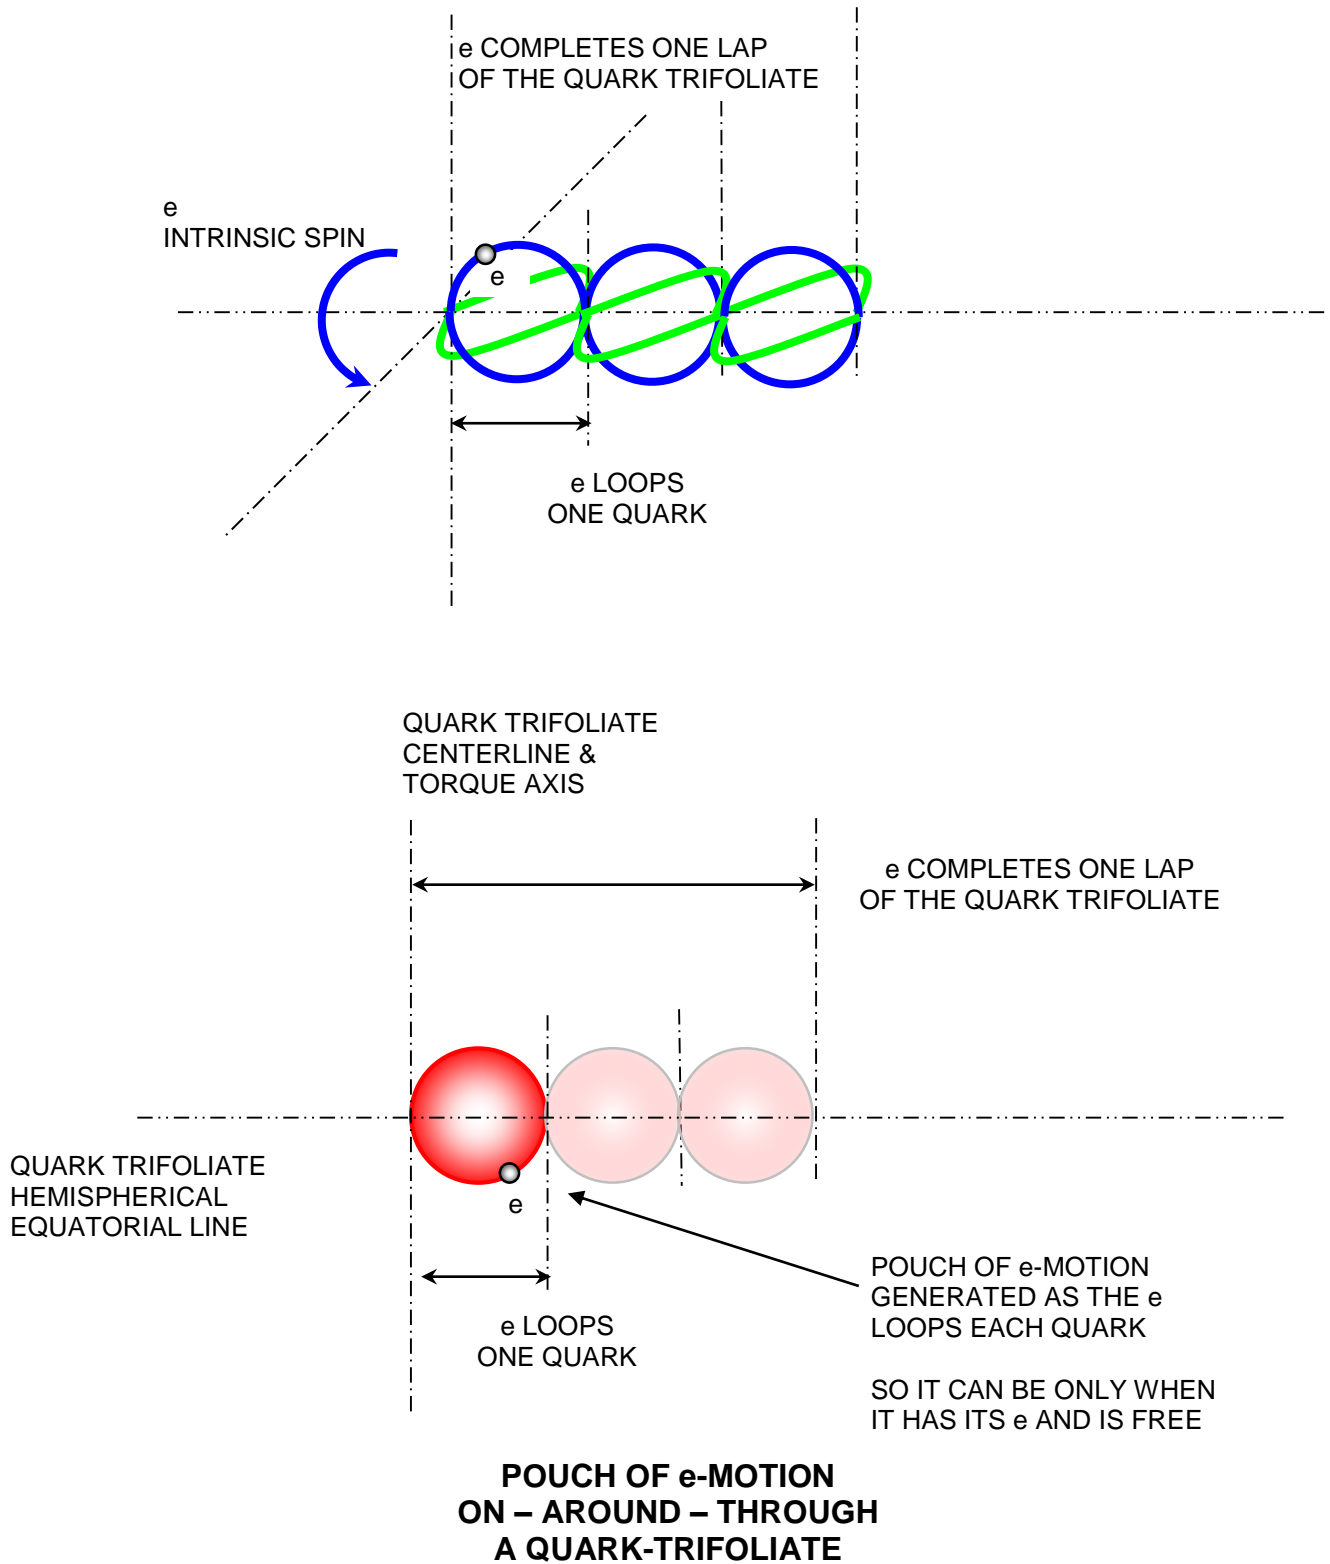 e COMPLETES ONE LAP
OF THE QUARK TRIFOLIATE
e
INTRINSIC SPIN
e
e LOOPS
ONE QUARK
QUARK TRIFOLIATE
CENTERLINE &
TORQUE AXIS
e COMPLETES ONE LAP
OF THE QUARK TRIFOLIATE
QUARK TRIFOLIATE
HEMISPHERICAL
EQUATORIAL LINE
e
e LOOPS
ONE QUARK
POUCH OF e-MOTION
GENERATED AS THE e
LOOPS EACH QUARK
SO IT CAN BE ONLY WHEN
IT HAS ITS e AND IS FREE
POUCH OF e-MOTION
ON – AROUND – THROUGH
A QUARK-TRIFOLIATE